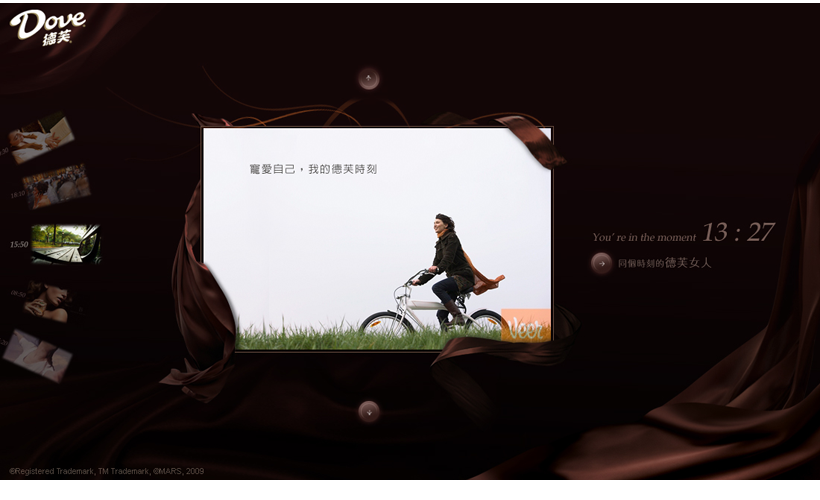 Dove
德芙
寵愛自己，我的德芙時刻
15:50
You' re in the moment 13 : 27
同個時刻的德芙女人
Veer
©Registered Trademark, TM Trademark, ©MARS, 2009